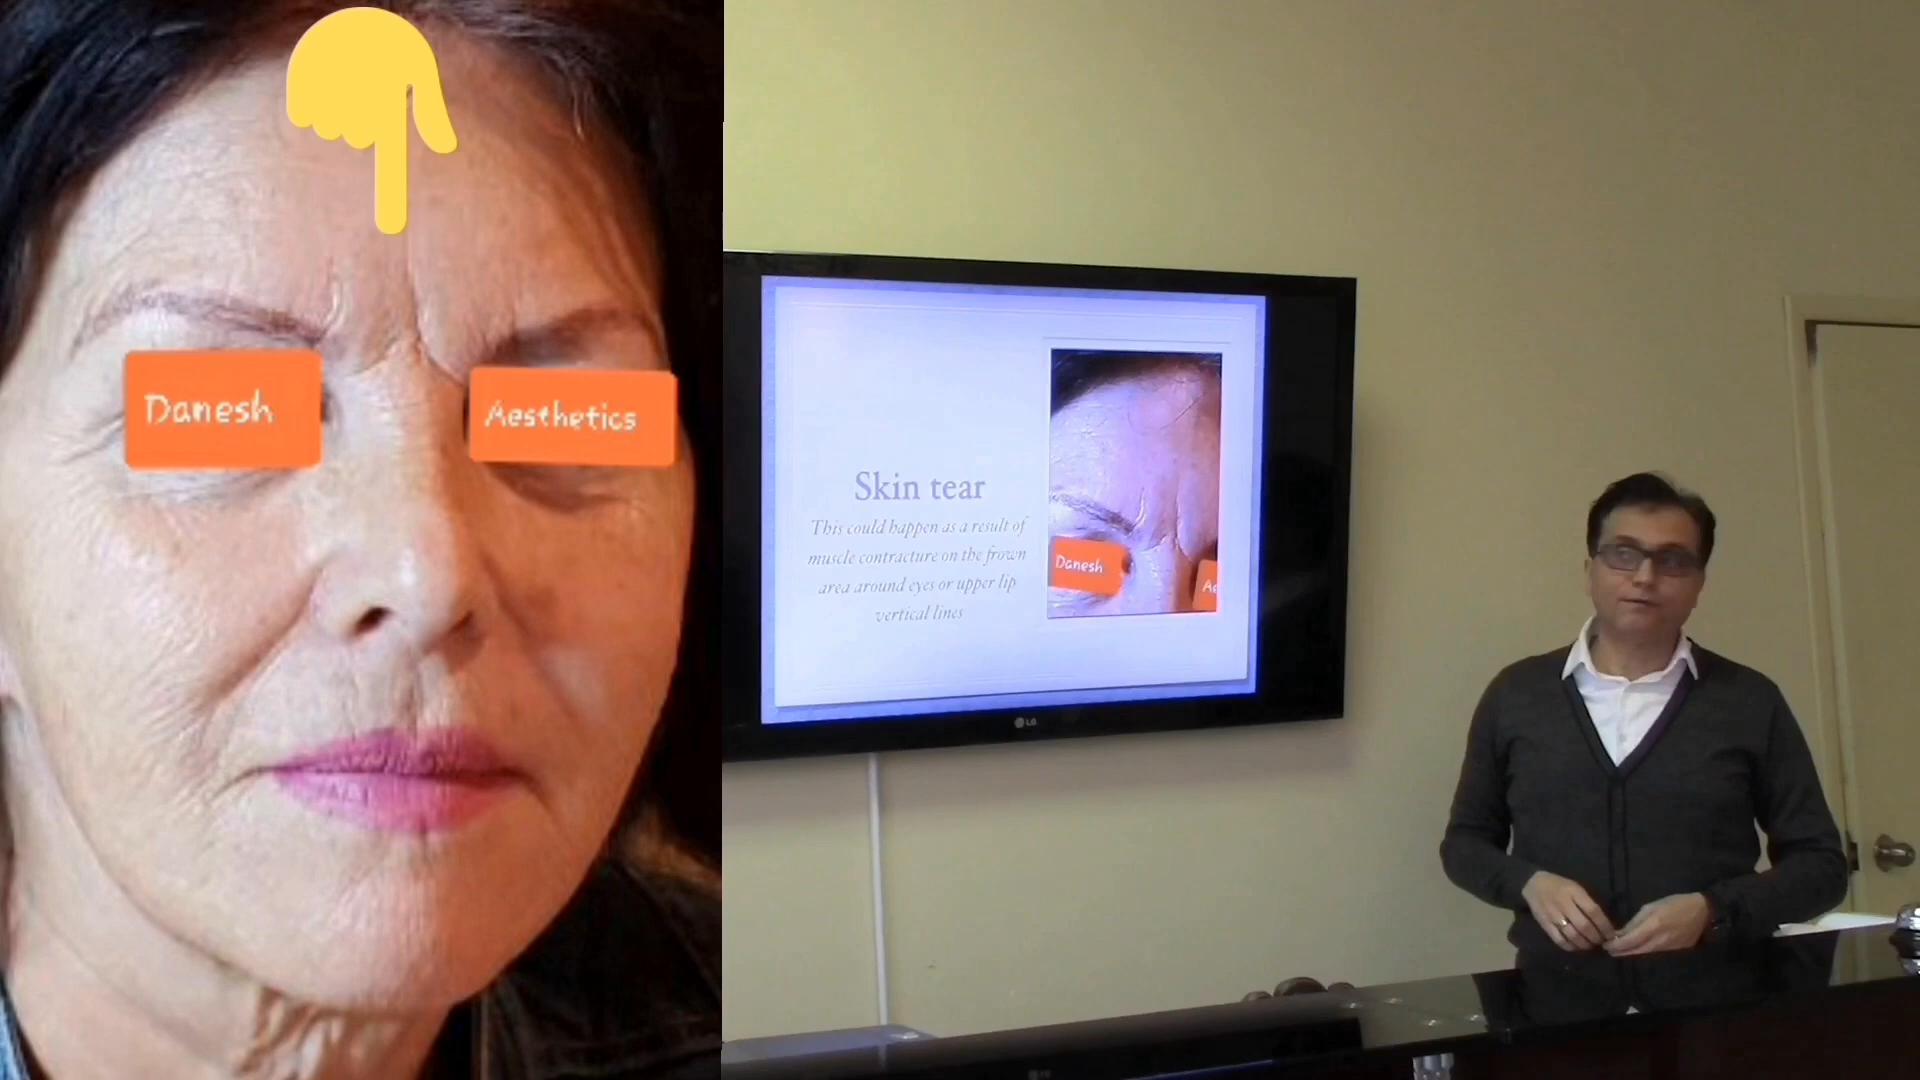 Danesh
Aesthetics
Skin tear
This could happen as a result of
muscle contracture on the frown
area around eyes or upper lip
vertical lines
Danesh
Ae
LG